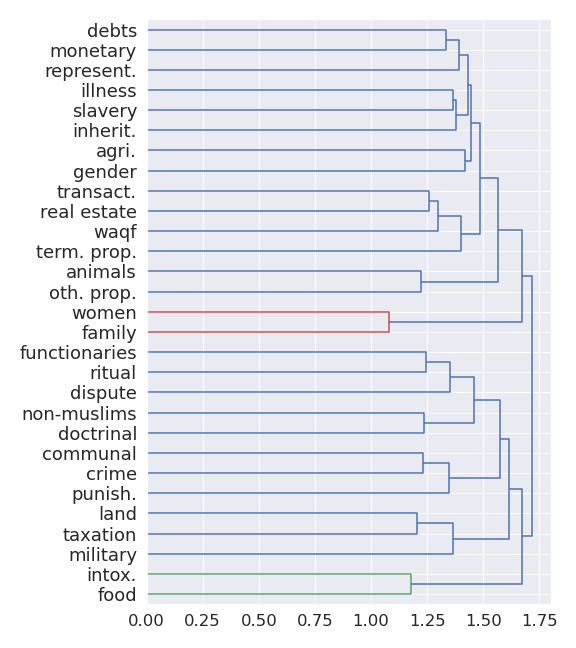 debts
monetary
represent.
illness
slavery
inherit.
agri.
gender
transact.
real estate
waqf
term. prop.
animals
oth. prop.
women
family
functionaries
ritual
dispute
non-muslims
doctrinal
communal
crime
punish.
land
taxation
military
intox.
food
0.00 0.25 0.50 0.75 1.00 1.25 1.50 1.75